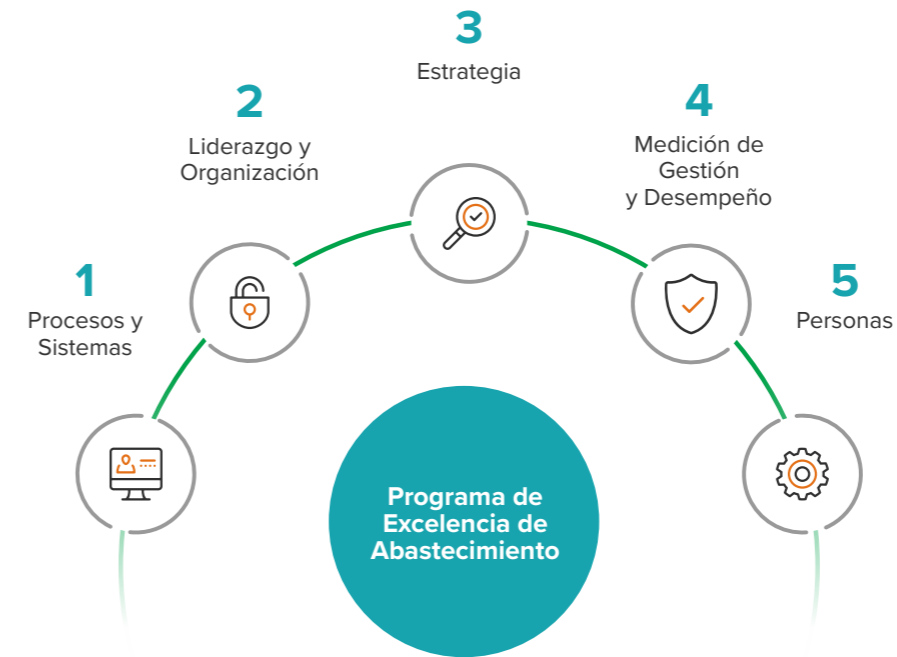 1
Procesos y
Sistemas
2
Liderazgo y
Organización
3
Estrategia
4
Medición de
Gestión
y Desempeño
5
Personas
Programa de
Excelencia de
Abastecimiento